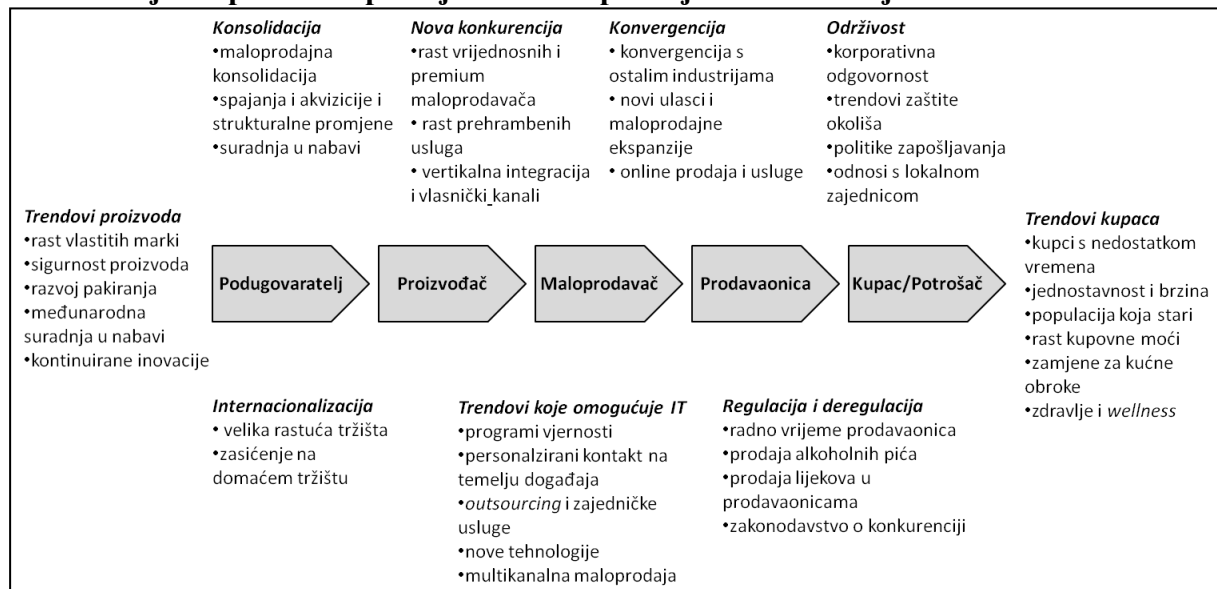 Konsolidacija
•maloprodajna
konsolidacija
•spajanja i akvizicije i
strukturalne promjene
•suradnja u nabavi
Nova konkurencija
•rast vrijednosnih i
premium
maloprodavača
• rast prehrambenih
usluga
• vertikalna integracija
i vlasnički_kanali
Konvergencija
• konvergencija s
ostalim industrijama
• novi ulasci i
maloprodajne
ekspanzije
• online prodaja i usluge
Održivost
•korporativna
odgovornost
•trendovi zaštite
okoliša
•politike zapošljavanja
•odnosi s lokalnom
zajednicom
Trendovi proizvoda
•rast vlastitih marki
•sigurnost proizvoda
•razvoj pakiranja
•međunarodna
suradnja u nabavi
•kontinuirane inovacije
Podugovaratelj
Proizvođač
Maloprodavač
Prodavaonica
Kupac/Potrošač
Trendovi kupaca
•kupci s nedostatkom
vremena
•jednostavnost i brzina
•populacija koja stari
•rast kupovne moći
•zamjene za kućne
obroke
•zdravlje i wellness
Internacionalizacija
• velika rastuća tržišta
•zasićenje na
domaćem tržištu
Trendovi koje omogućuje IT
•programi vjernosti
•personalzirani kontakt na
temelju događaja
•outsourcing i zajedničke
usluge
•nove tehnologije
•multikanalna maloprodaja
Regulacija i deregulacija
•radno vrijeme prodavaonica
•prodaja alkoholnih pića
•prodaja lijekova u
prodavaonicama
•zakonodavstvo o konkurenciji